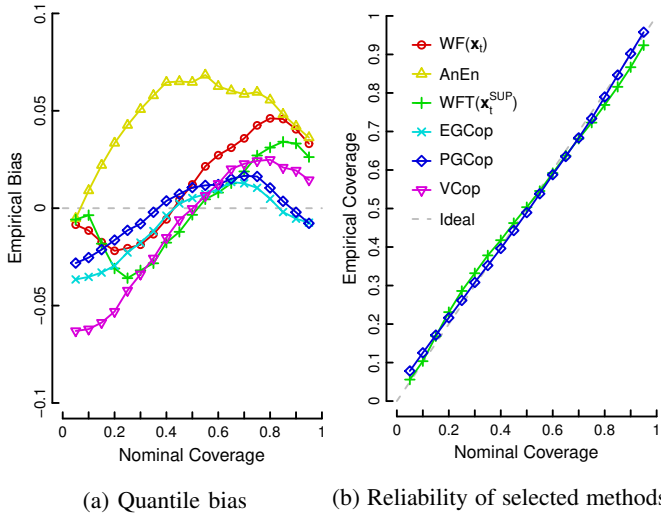 Empirical Bias
0.1
0.05
0
−0.05
−0.1
0
0.2
0.4
0.6
0.8
1
Nominal Coverage
(a) Quantile bias
Empirical Coverage
1
0.9
0.8
0.7
0.6
0.5
0.4
0.3
0.2
0.1
0
WF(xₜ)
AnEn
WFT(xₜ^SUP)
EGCop
PGCop
VCop
Ideal
0
0.2
0.4
0.6
0.8
1
Nominal Coverage
(b) Reliability of selected methods